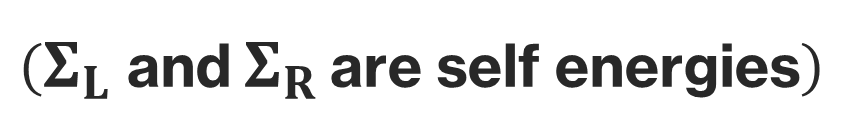 (Σ_L and Σ_R are self energies)